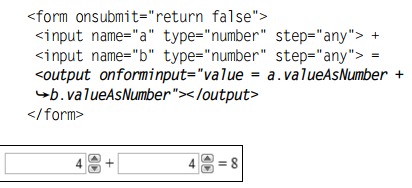 <form onsubmit="return false">
<input name="a" type="number" step="any"> +
<input name="b" type="number" step="any"> =
<output onforminput="value = a.valueAsNumber +
↪b.valueAsNumber"></output>
</form>
4 + 4 = 8